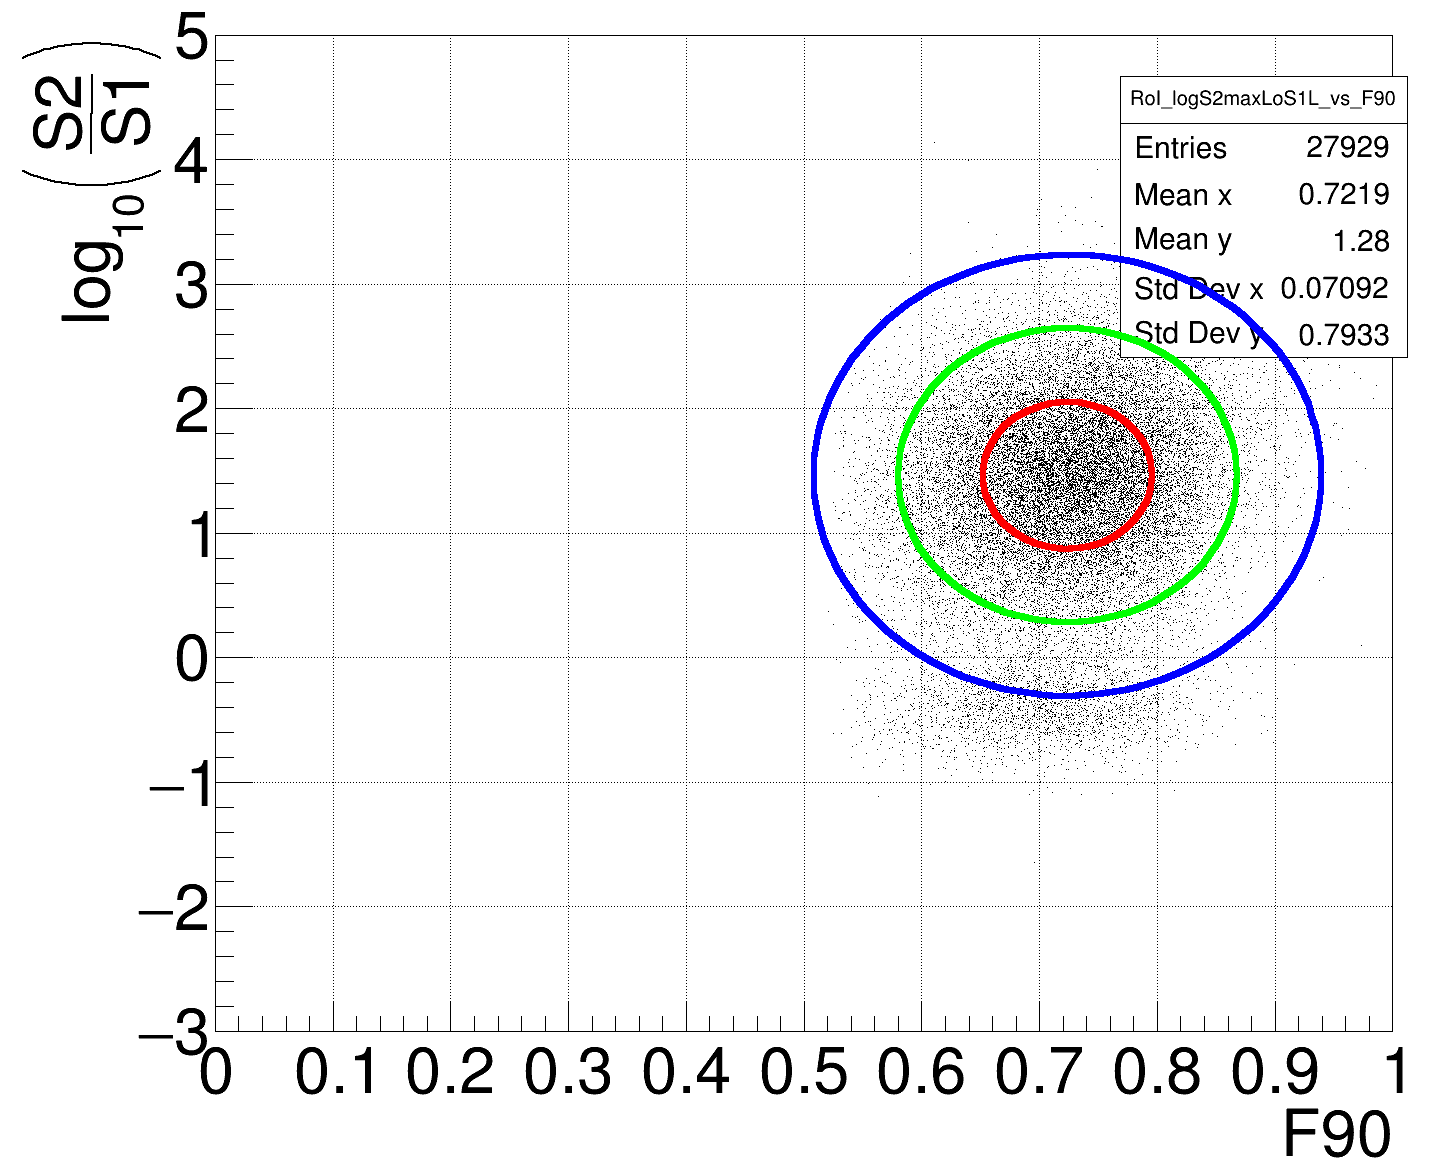 log10(S2/S1)
5
4
3
2
1
0
−1
−2
−3
RoI_logS2maxLoS1L_vs_F90
Entries 27929
Mean x 0.7219
Mean y 1.28
Std Dev x 0.07092
Std Dev y 0.7933
0 0.1 0.2 0.3 0.4 0.5 0.6 0.7 0.8 0.9 1
F90